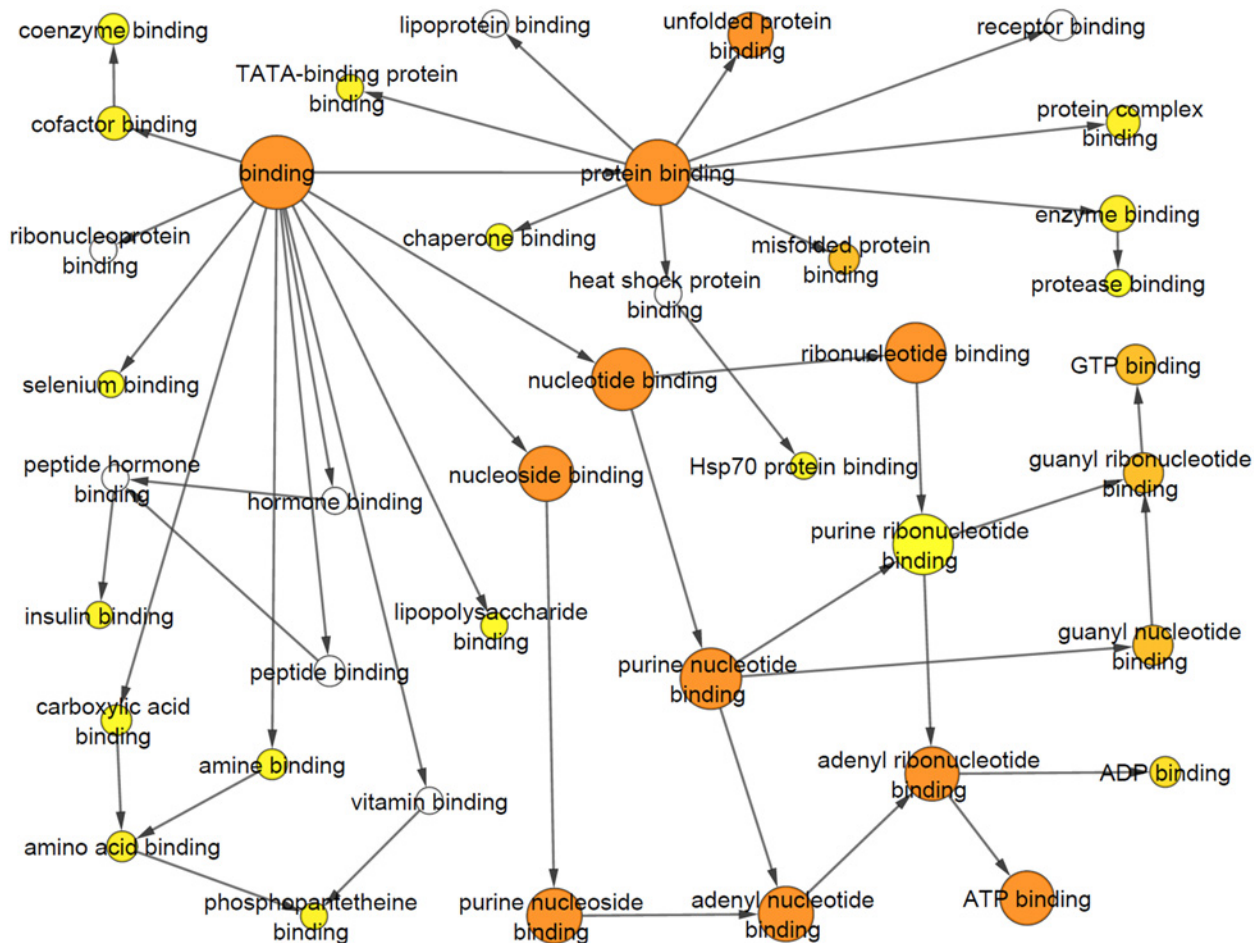 coenzyme binding
lipoprotein binding
unfolded protein
binding
receptor binding
TATA-binding protein
binding
cofactor binding
protein complex
binding
binding
protein binding
ribonucleoprotein
binding
chaperone binding
misfolded protein
binding
enzyme binding
heat shock protein
binding
protease binding
selenium binding
nucleotide binding
ribonucleotide binding
GTP binding
peptide hormone
binding
hormone binding
nucleoside binding
Hsp70 protein binding
guanyl ribonucleotide
binding
purine ribonucleotide
binding
insulin binding
lipopolysaccharide
binding
peptide binding
purine nucleotide
binding
guanyl nucleotide
binding
carboxylic acid
binding
amine binding
vitamin binding
adenyl ribonucleotide
binding
ADP binding
amino acid binding
phosphopantetheine
binding
purine nucleoside
binding
adenyl nucleotide
binding
ATP binding